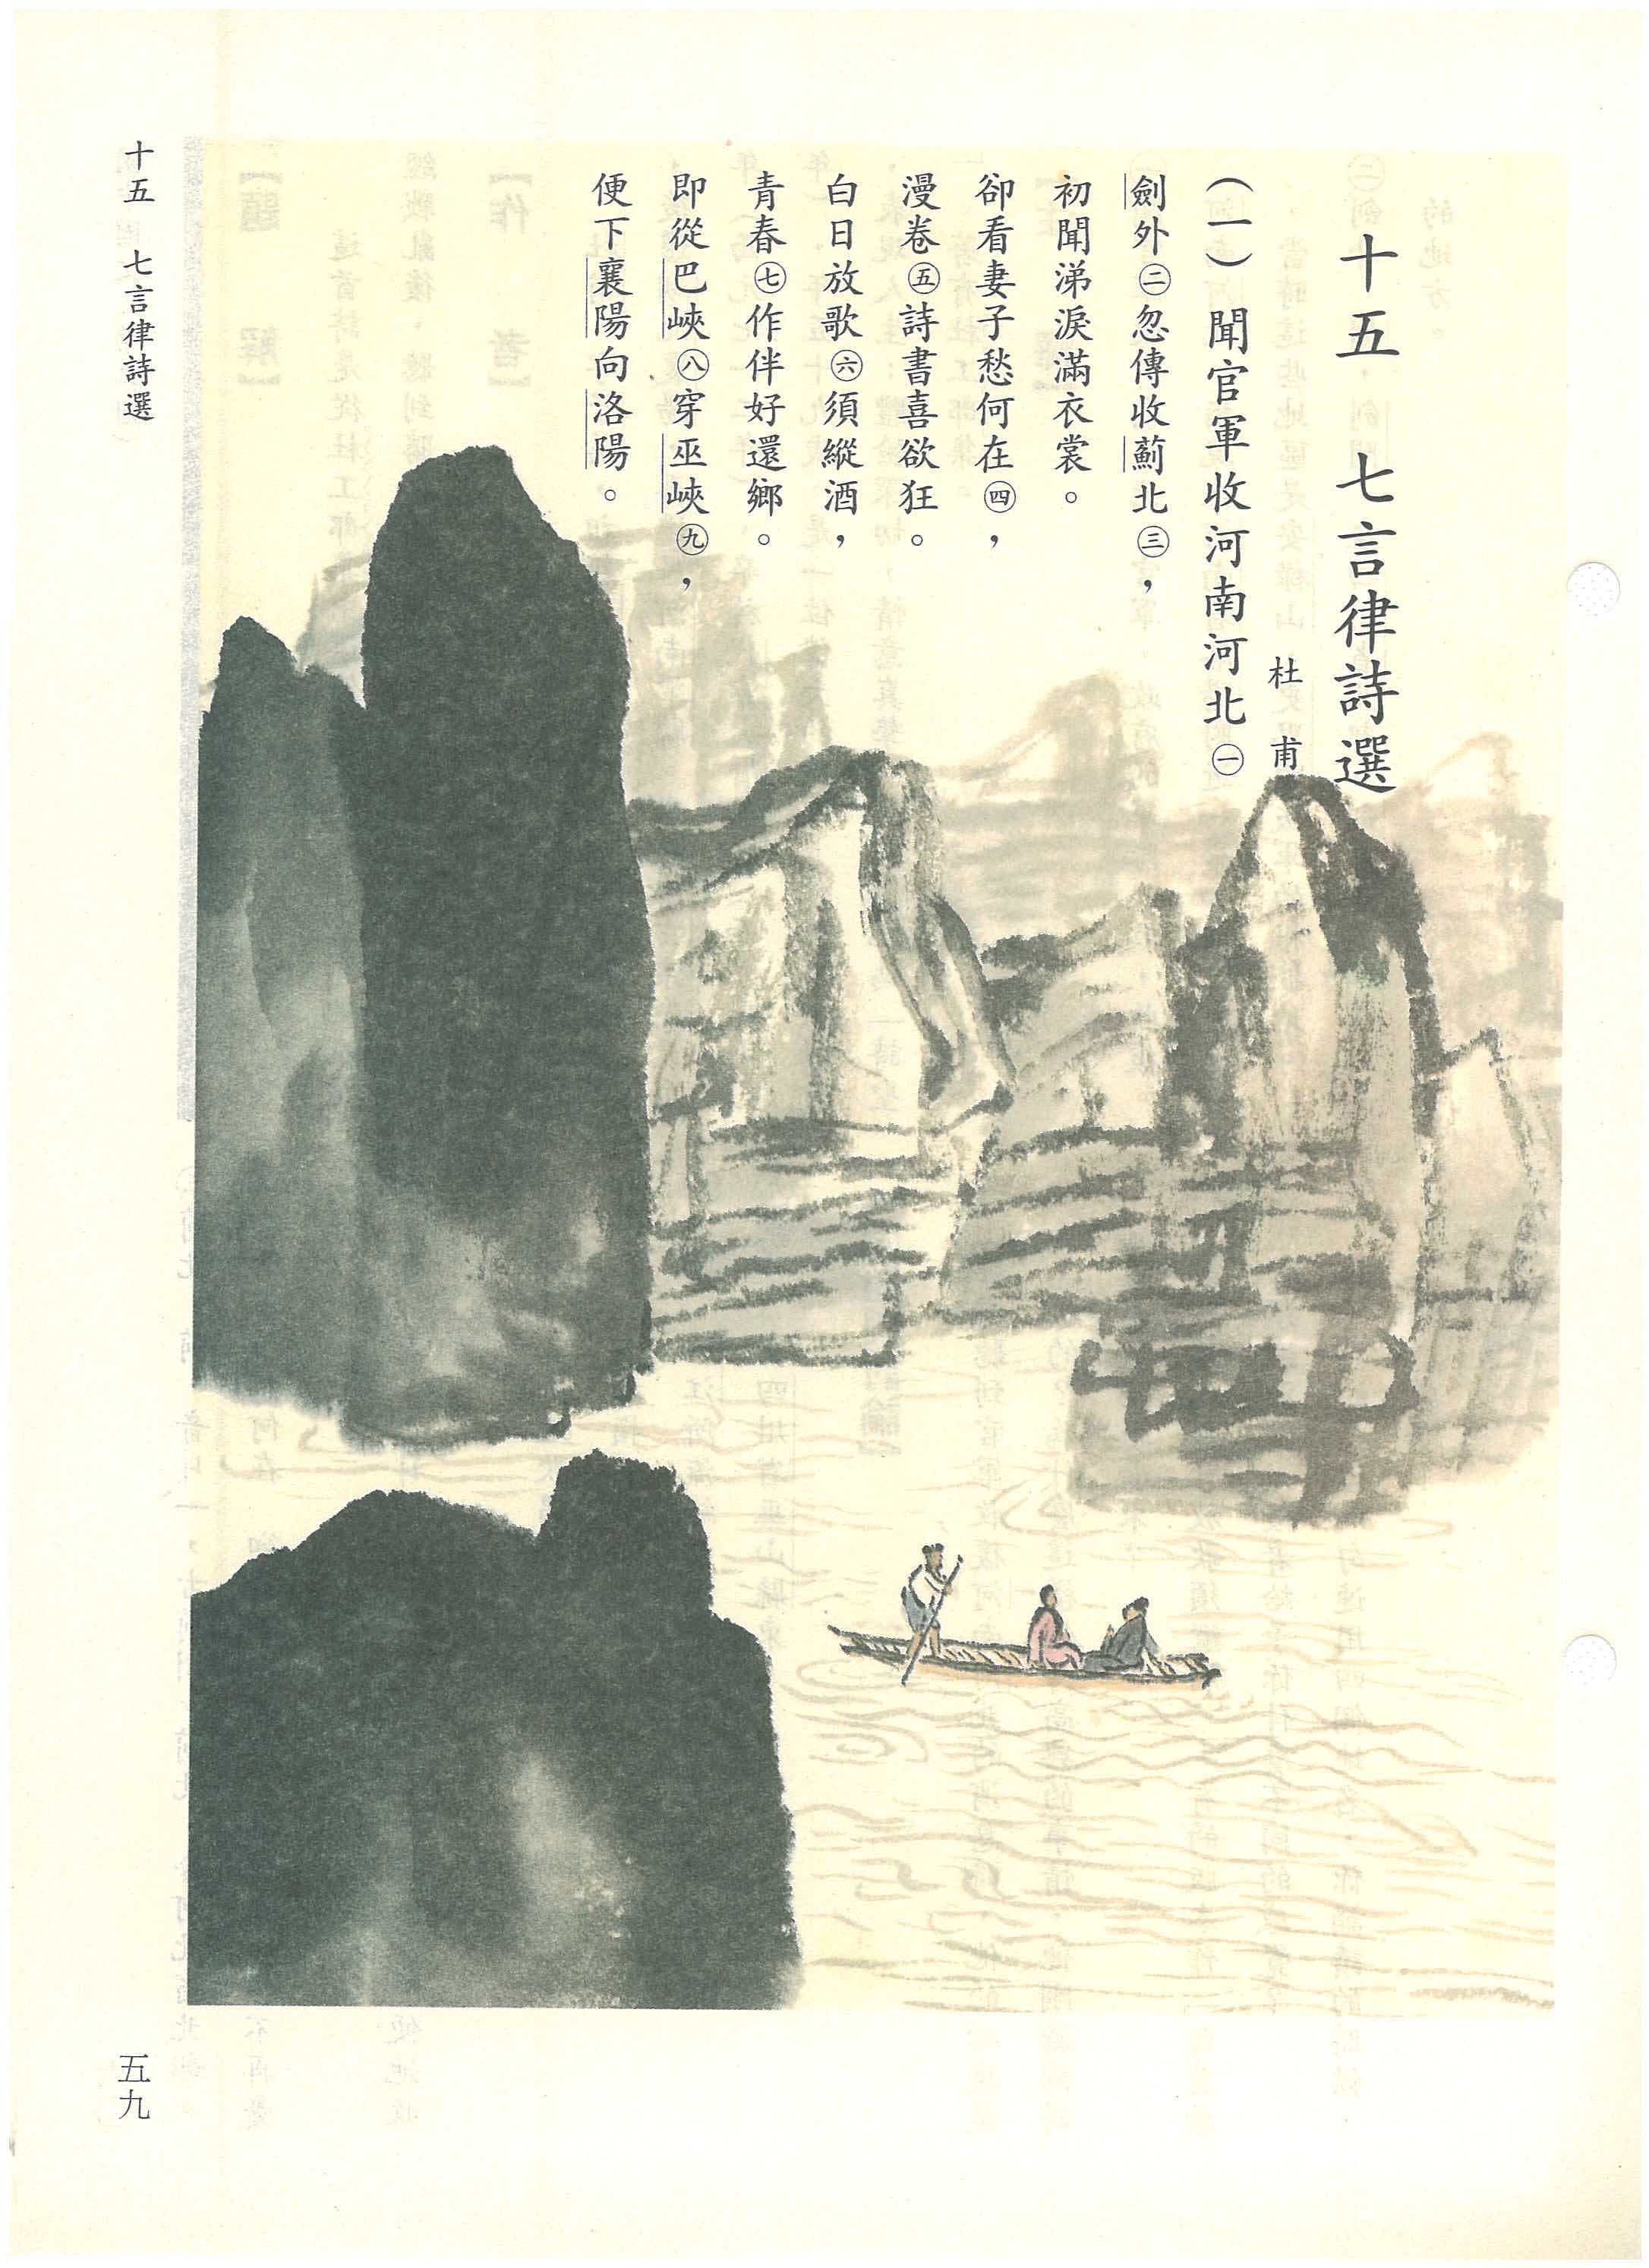 十五　七言律詩選
杜　甫
（一）聞官軍收河南河北㊀
劍外㊁忽傳收薊北㊂，
初聞涕淚滿衣裳。
卻看妻子愁何在㊃，
漫卷㊄詩書喜欲狂。
白日放歌㊅須縱酒，
青春㊆作伴好還鄉。
即從巴峽㊇穿巫峽㊈，
便下襄陽向洛陽。
十五　七言律詩選
五九